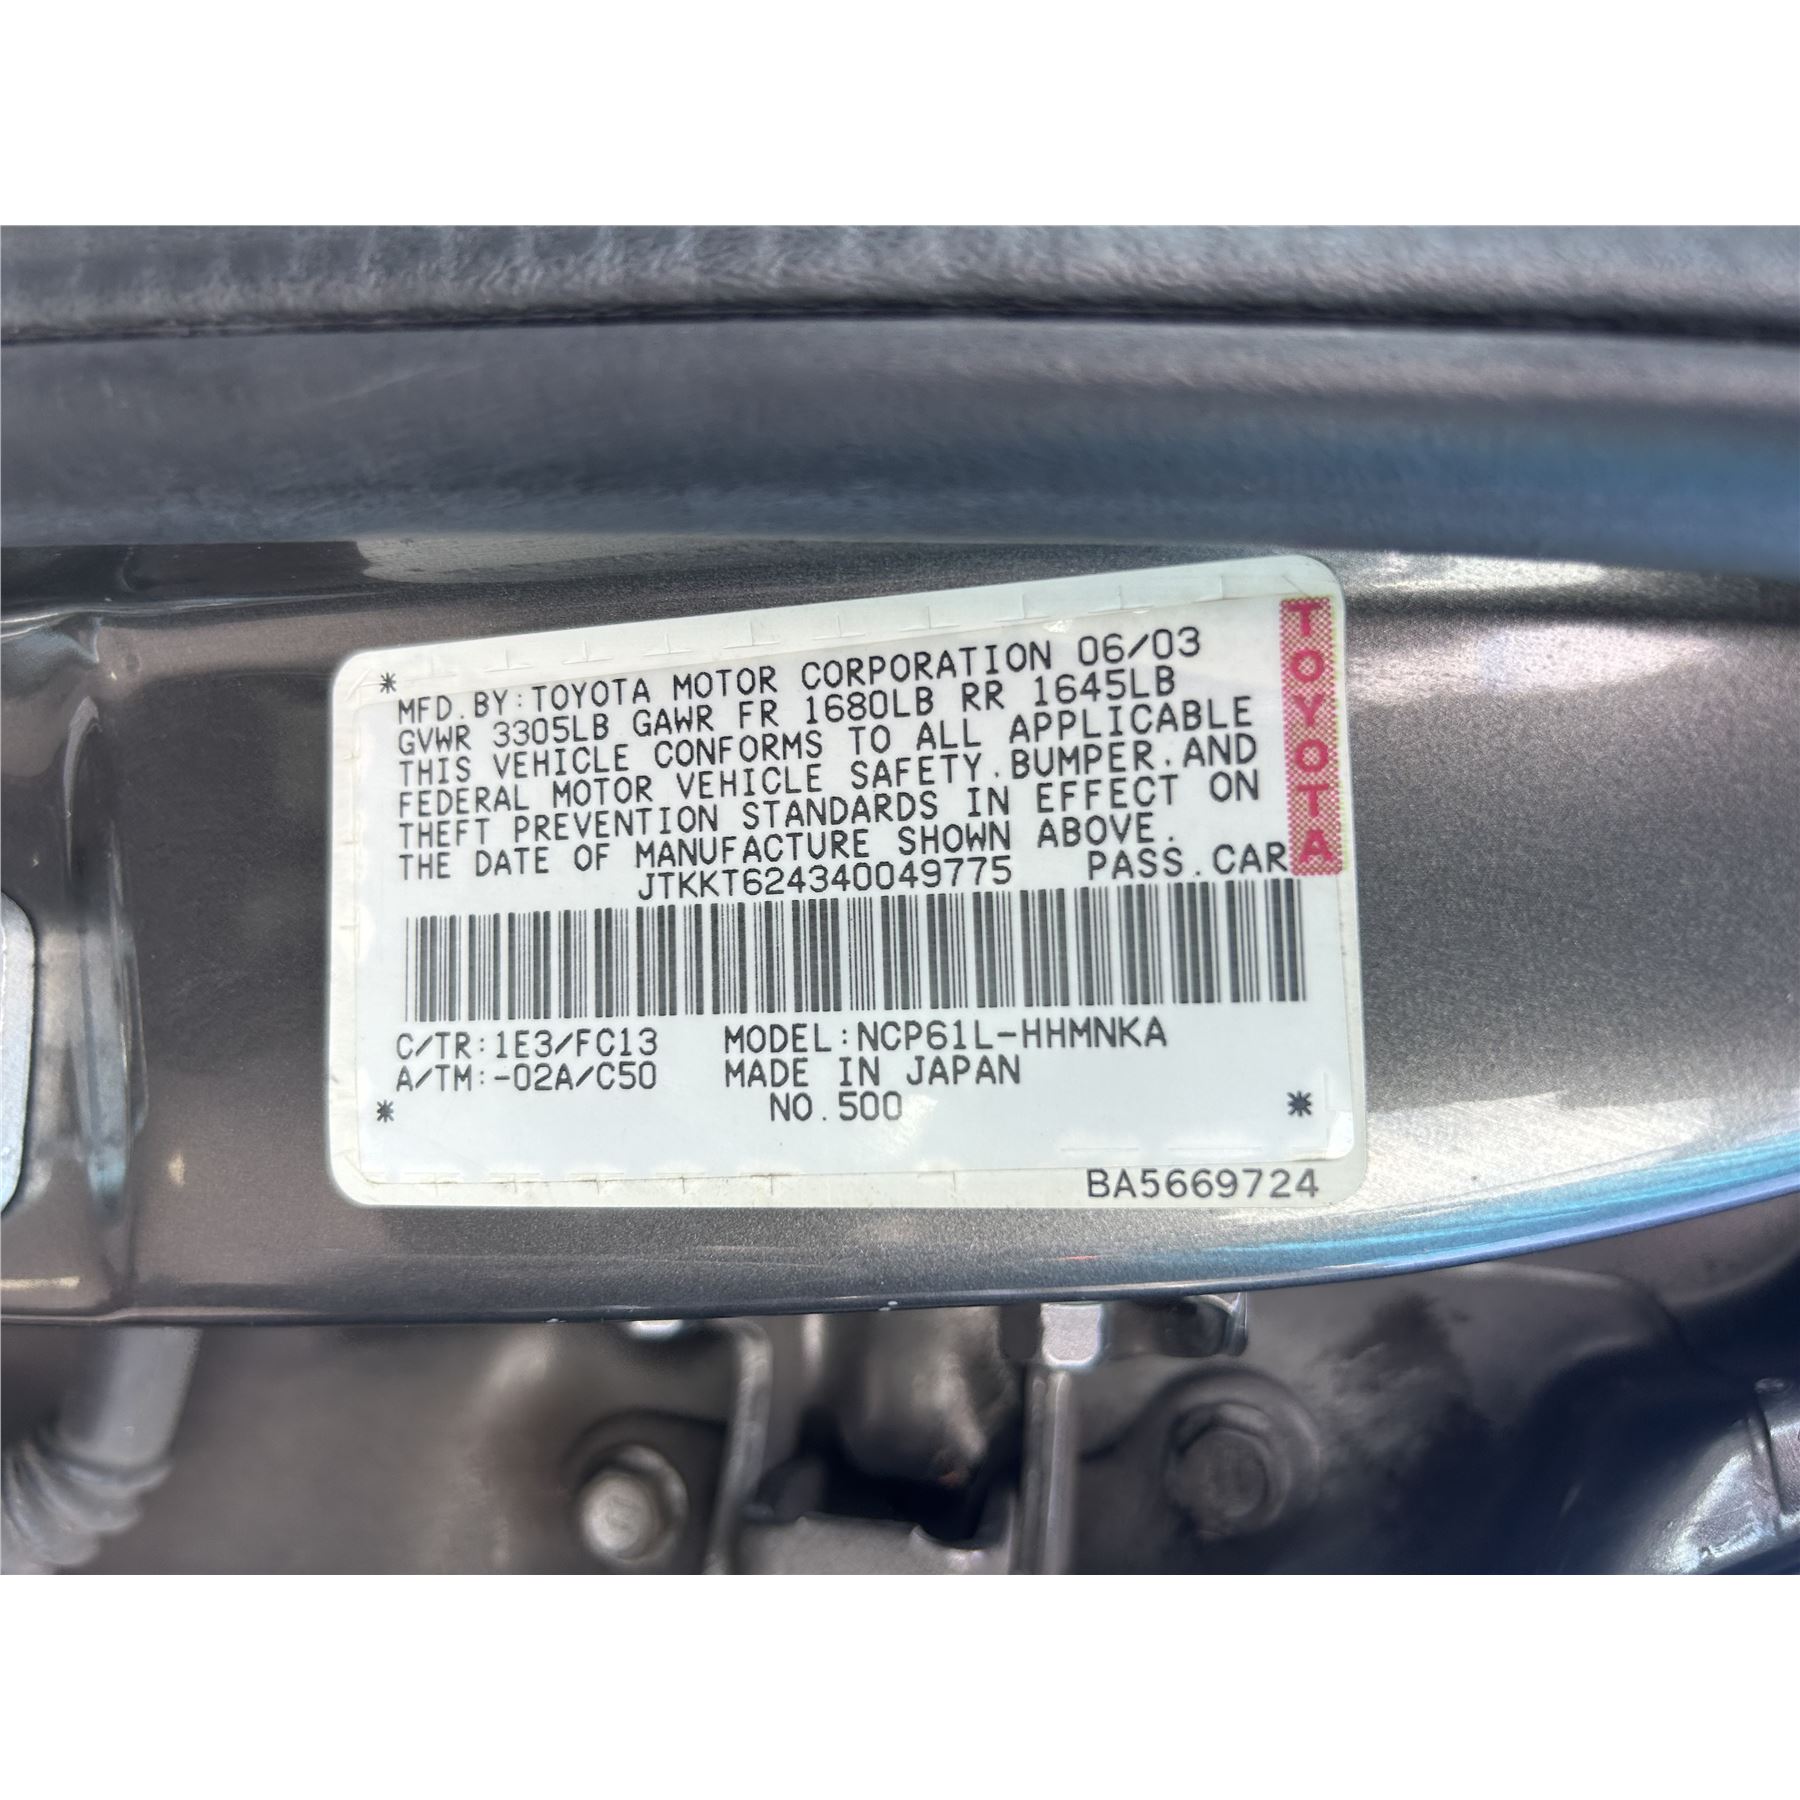 *
MFD. BY: TOYOTA MOTOR CORPORATION 06/03
GVWR 3305LB GAWR FR 1680LB RR 1645LB
THIS VEHICLE CONFORMS TO ALL APPLICABLE
FEDERAL MOTOR VEHICLE SAFETY. BUMPER. AND
THEFT PREVENTION STANDARDS IN EFFECT ON
THE DATE OF MANUFACTURE SHOWN ABOVE.
JTKKT624340049775 PASS. CAR
TOYOTA
C/TR: 1E3/FC13 MODEL: NCP61L-HHMNKA
A/TM: -02A/C50 MADE IN JAPAN
* NO. 500 *
BA5669724